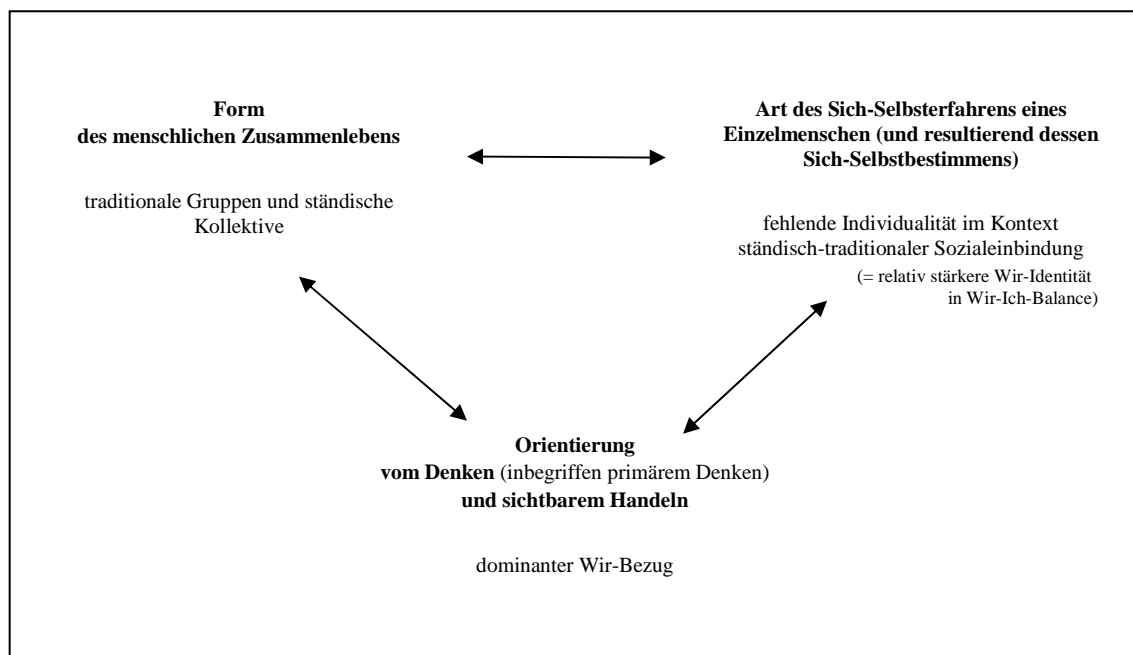 Form
des menschlichen Zusammenlebens
traditionale Gruppen und ständische
Kollektive
Art des Sich-Selbsterfahrens eines
Einzelmenschen (und resultierend dessen
Sich-Selbstbestimmens)
fehlende Individualität im Kontext
ständisch-traditionaler Sozialeinbindung
(= relativ stärkere Wir-Identität
in Wir-Ich-Balance)
Orientierung
vom Denken (inbegriffen primärem Denken)
und sichtbarem Handeln
dominanter Wir-Bezug